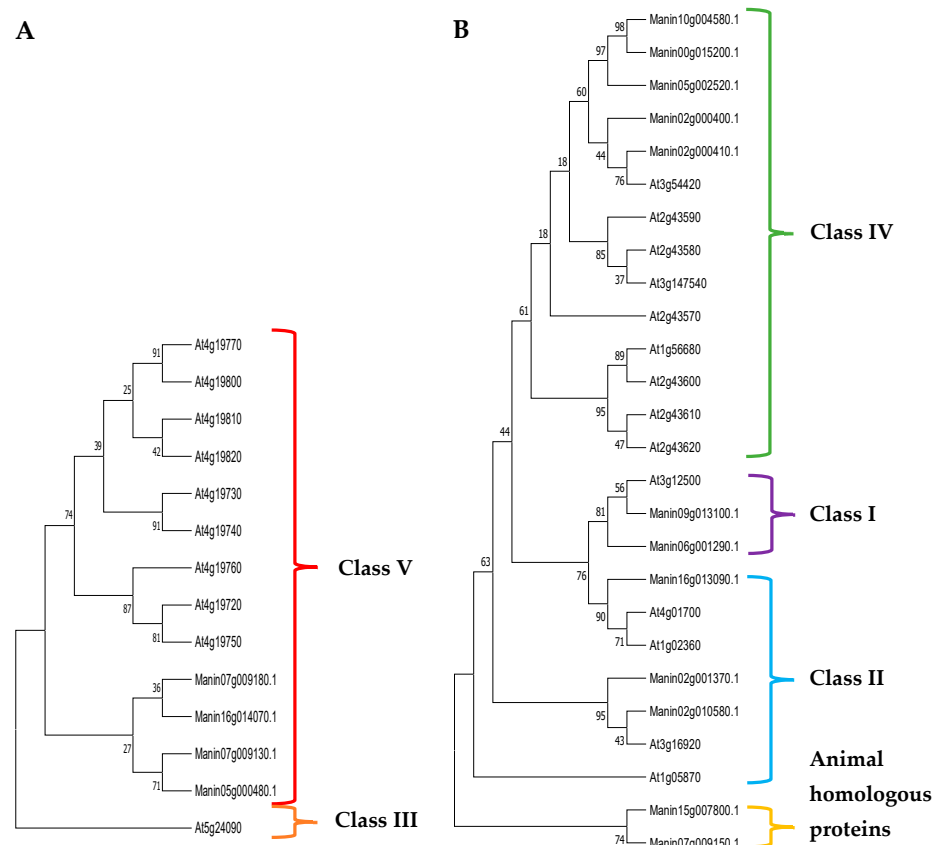 A
91
At4g19770
At4g19800
25
At4g19810
42
At4g19820
39
At4g19730
91
At4g19740
74
At4g19760
87
At4g19720
81
At4g19750
Class V
36
Manin07g009180.1
Manin16g014070.1
27
Manin07g009130.1
71
Manin05g000480.1
At5g24090
Class III
B
98
Manin10g004580.1
97
Manin00g015200.1
Manin05g002520.1
60
Manin02g000400.1
44
Manin02g000410.1
76
At3g54420
18
At2g43590
85
At2g43580
37
At3g147540
18
At2g43570
61
89
At1g56680
At2g43600
95
At2g43610
47
At2g43620
Class IV
44
56
At3g12500
81
Manin09g013100.1
Manin06g001290.1
Class I
76
Manin16g013090.1
90
At4g01700
71
At1g02360
63
Manin02g001370.1
95
Manin02g010580.1
43
At3g16920
At1g05870
Class II
Manin15g007800.1
74
Manin07g009150.1
Animal
homologous
proteins